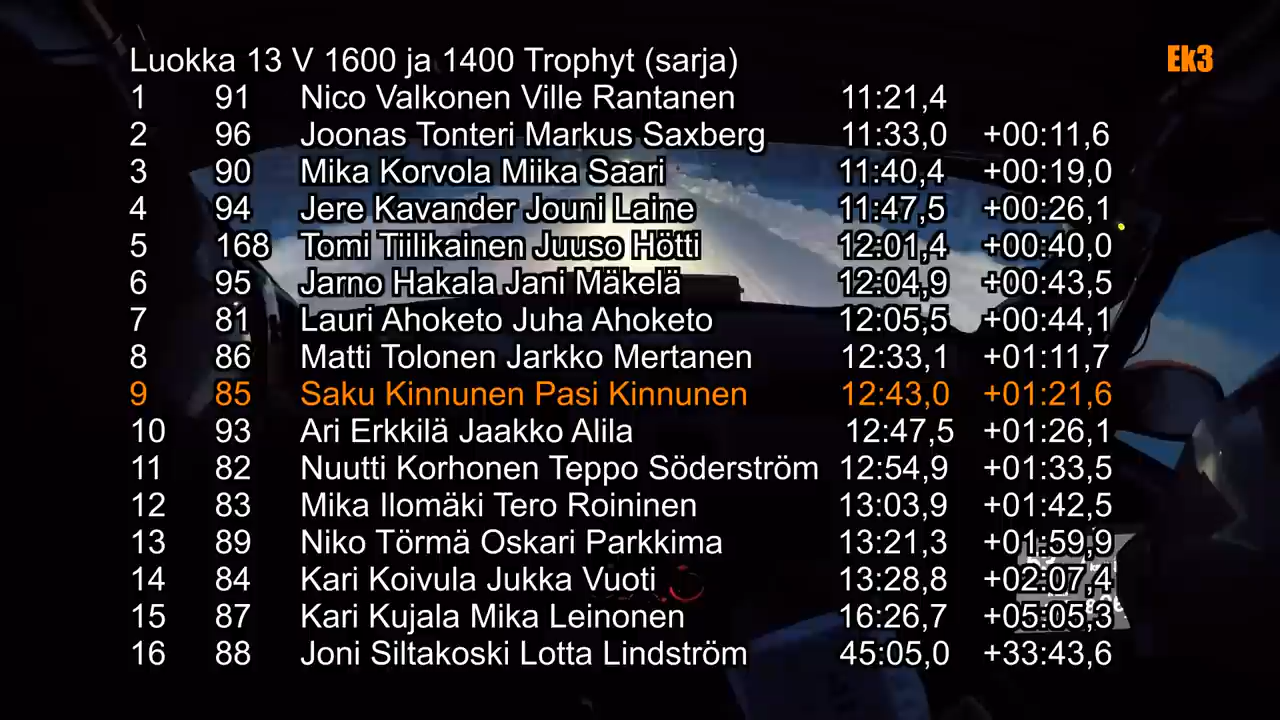 Luokka 13 V 1600 ja 1400 Trophyt (sarja) Ek3
1 91 Nico Valkonen Ville Rantanen 11:21,4
2 96 Joonas Tonteri Markus Saxberg 11:33,0 +00:11,6
3 90 Mika Korvola Miika Saari 11:40,4 +00:19,0
4 94 Jere Kavander Jouni Laine 11:47,5 +00:26,1
5 168 Tomi Tiilikainen Juuso Hötti 12:01,4 +00:40,0
6 95 Jarno Hakala Jani Mäkelä 12:04,9 +00:43,5
7 81 Lauri Ahoketo Juha Ahoketo 12:05,5 +00:44,1
8 86 Matti Tolonen Jarkko Mertanen 12:33,1 +01:11,7
9 85 Saku Kinnunen Pasi Kinnunen 12:43,0 +01:21,6
10 93 Ari Erkkilä Jaakko Alila 12:47,5 +01:26,1
11 82 Nuutti Korhonen Teppo Söderström 12:54,9 +01:33,5
12 83 Mika Ilomäki Tero Roininen 13:03,9 +01:42,5
13 89 Niko Törmä Oskari Parkkima 13:21,3 +01:59,9
14 84 Kari Koivula Jukka Vuoti 13:28,8 +02:07,4
15 87 Kari Kujala Mika Leinonen 16:26,7 +05:05,3
16 88 Joni Siltakoski Lotta Lindström 45:05,0 +33:43,6